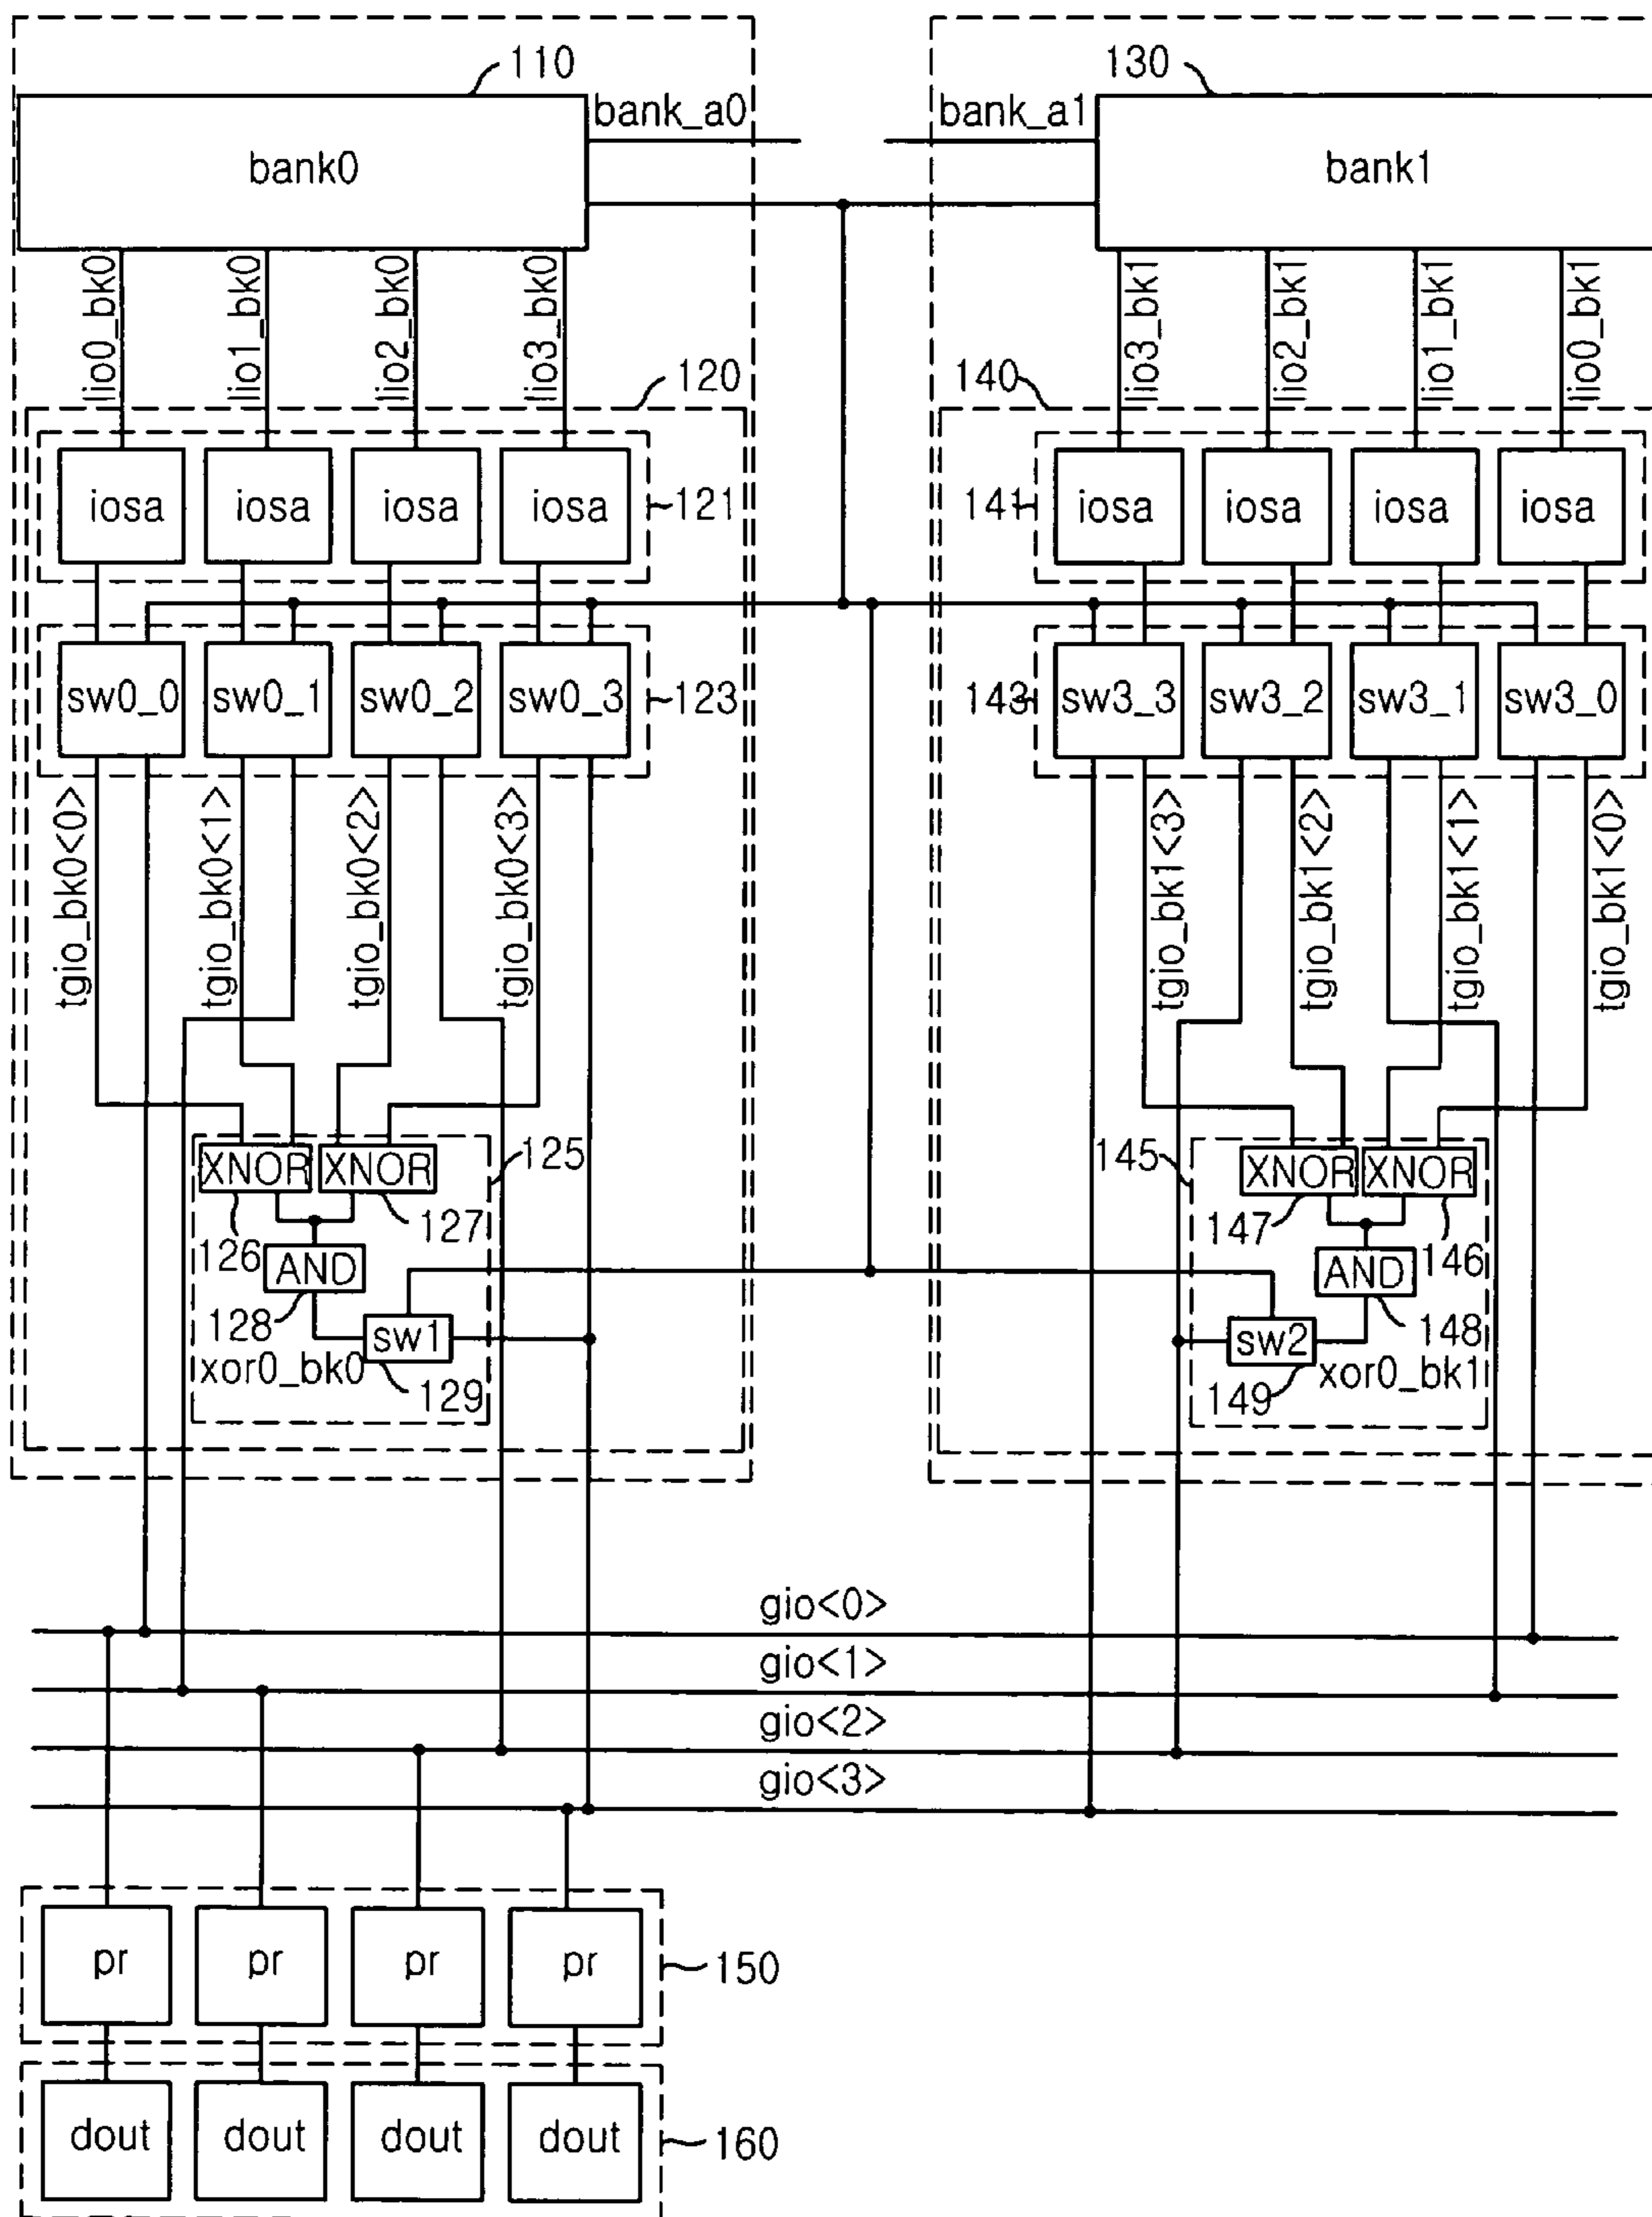 110
130
bank_a0
bank_a1
bank0
bank1
lio0_bk0
lio1_bk0
lio2_bk0
lio3_bk0
lio3_bk1
lio2_bk1
lio1_bk1
lio0_bk1
120
140
iosa
iosa
iosa
iosa
121
141
iosa
iosa
iosa
iosa
sw0_0
sw0_1
sw0_2
sw0_3
123
143
sw3_3
sw3_2
sw3_1
sw3_0
tgio_bk0<0>
tgio_bk0<1>
tgio_bk0<2>
tgio_bk0<3>
tgio_bk1<3>
tgio_bk1<2>
tgio_bk1<1>
tgio_bk1<0>
XNOR
XNOR
125
145
XNOR
XNOR
126
127
147
146
AND
AND
128
148
sw1
sw2
xor0_bk0
129
149
xor0_bk1
gio<0>
gio<1>
gio<2>
gio<3>
pr
pr
pr
pr
150
dout
dout
dout
dout
160